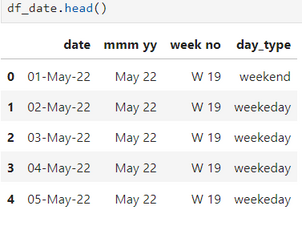 df_date.head()
date mmm yy week no day_type
0 01-May-22 May 22 W 19 weekend
1 02-May-22 May 22 W 19 weekeday
2 03-May-22 May 22 W 19 weekeday
3 04-May-22 May 22 W 19 weekeday
4 05-May-22 May 22 W 19 weekeday